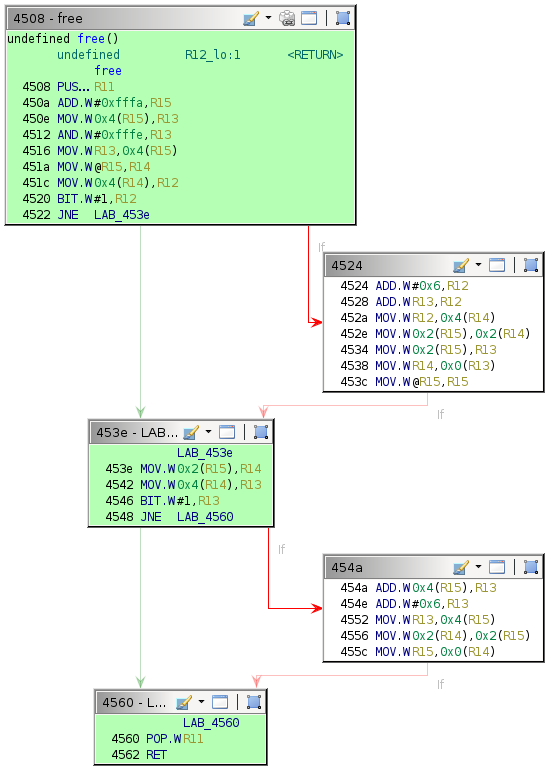 4508 - free
undefined free()
undefined R12_lo:1 <RETURN>
free
4508 PUS... R11
450a ADD.W #0xfffa,R15
450e MOV.W 0x4(R15),R13
4512 AND.W #0xfffe,R13
4516 MOV.W R13,0x4(R15)
451a MOV.W @R15,R14
451c MOV.W 0x4(R14),R12
4520 BIT.W #1,R12
4522 JNE LAB_453e
If
4524
4524 ADD.W #0x6,R12
4528 ADD.W R13,R12
452a MOV.W R12,0x4(R14)
452e MOV.W 0x2(R15),0x2(R14)
4534 MOV.W 0x2(R15),R13
4538 MOV.W R14,0x0(R13)
453c MOV.W @R15,R15
If
453e - LAB...
LAB_453e
453e MOV.W 0x2(R15),R14
4542 MOV.W 0x4(R14),R13
4546 BIT.W #1,R13
4548 JNE LAB_4560
If
454a
454a ADD.W 0x4(R15),R13
454e ADD.W #0x6,R13
4552 MOV.W R13,0x4(R15)
4556 MOV.W 0x2(R14),0x2(R15)
455c MOV.W R15,0x0(R14)
If
4560 - L...
LAB_4560
4560 POP.W R11
4562 RET